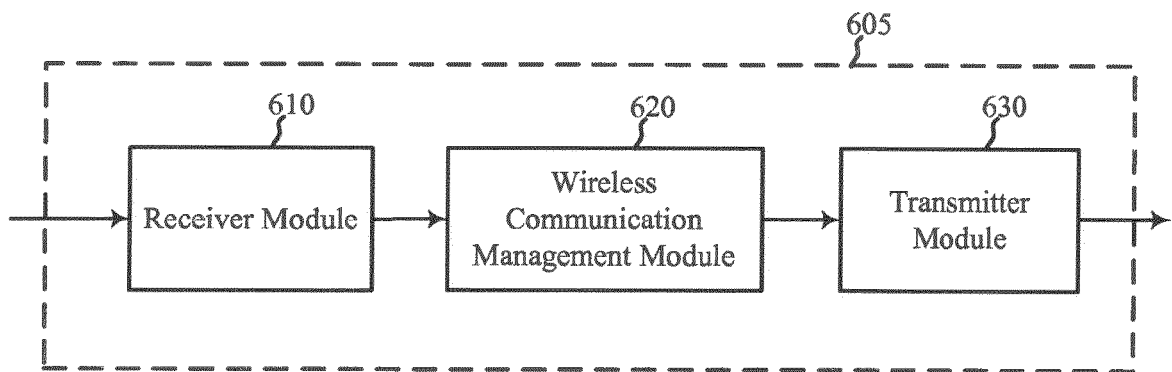 605
610
620
630
Receiver Module
Wireless
Communication
Management Module
Transmitter
Module